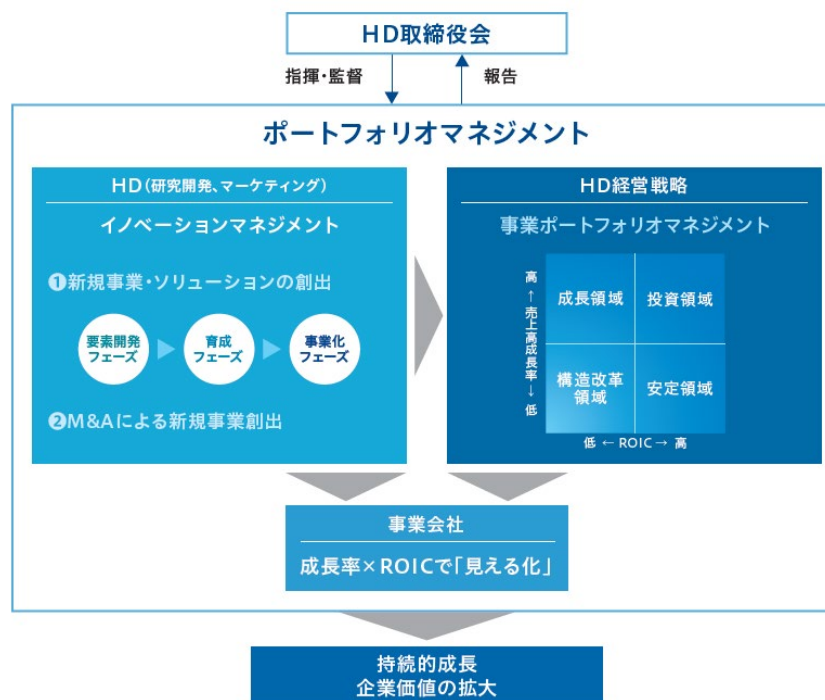 HD取締役会
指揮・監督
報告
ポートフォリオマネジメント
HD(研究開発、マーケティング)
イノベーションマネジメント
❶新規事業・ソリューションの創出
要素開発
フェーズ
育成
フェーズ
事業化
フェーズ
❷M&Aによる新規事業創出
HD経営戦略
事業ポートフォリオマネジメント
高 ← 売上高成長率 → 低
成長領域
投資領域
構造改革
領域
安定領域
低 ← ROIC → 高
事業会社
成長率×ROICで「見える化」
持続的成長
企業価値の拡大